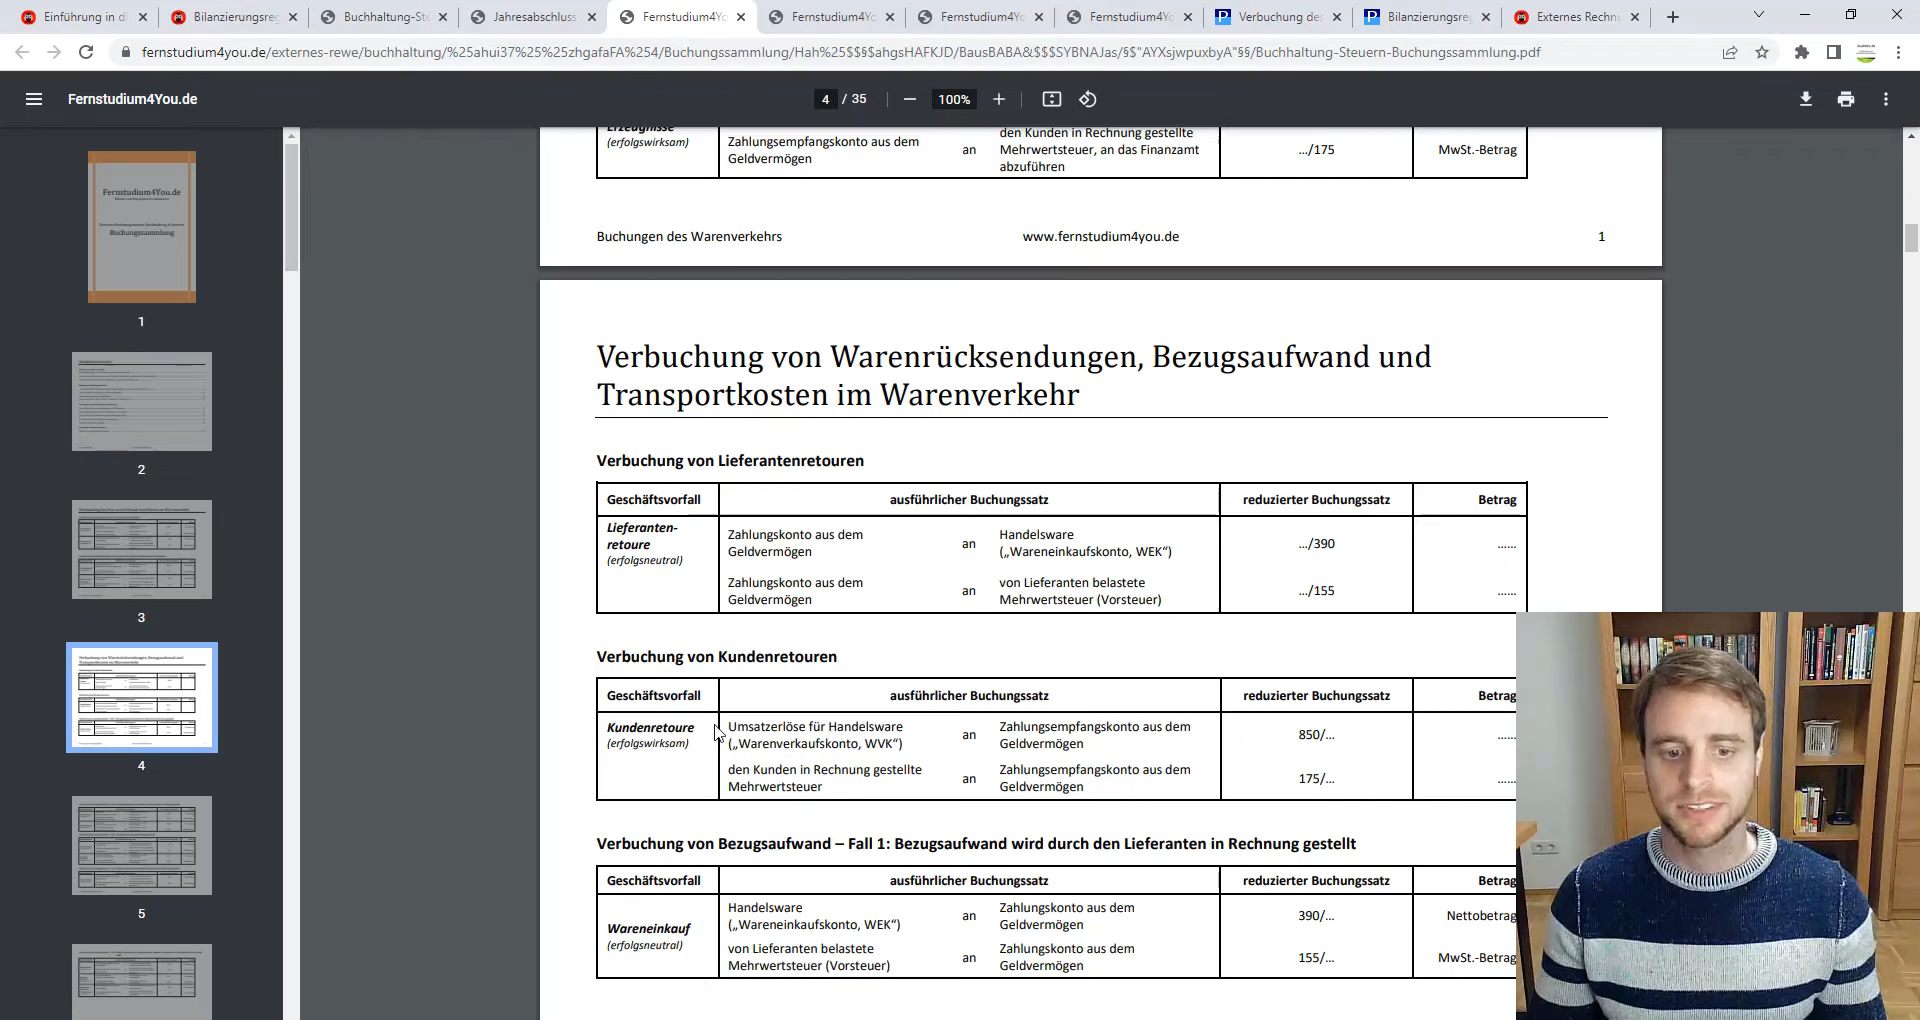 Einführung in di
Bilanzierungsreg
Buchhaltung-Ste
Jahresabschluss
Fernstudium4Yo
Fernstudium4Yo
Fernstudium4Yo
Fernstudium4Yo
Verbuchung des
Bilanzierungsreg
Externes Rechnu
fernstudium4you.de/externes-rewe/buchhaltung/%25ahui37%25%25zhgafaFA%254/Buchungssammlung/Hah%25$$§$ahgsHAFKJD/BausBABA&$$$SYBNAJas/§$"AYXsjwpuxbyA"§§/Buchhaltung-Steuern-Buchungssammlung.pdf
Fernstudium4You.de
4 / 35
100%
Fernstudium4You.de
Buchungssammlung
1
2
3
4
5
Erzeugnisse
(erfolgswirksam)
Zahlungsempfangskonto aus dem
Geldvermögen
an
den Kunden in Rechnung gestellte
Mehrwertsteuer, an das Finanzamt
abzuführen
.../175
MwSt.-Betrag
Buchungen des Warenverkehrs
www.fernstudium4you.de
1
Verbuchung von Warenrücksendungen, Bezugsaufwand und
Transportkosten im Warenverkehr
Verbuchung von Lieferantenretouren
Geschäftsvorfall
ausführlicher Buchungssatz
reduzierter Buchungssatz
Betrag
Lieferanten-
retoure
(erfolgsneutral)
Zahlungskonto aus dem
Geldvermögen
an
Handelsware
(„Wareneinkaufskonto, WEK“)
.../390
......
Zahlungskonto aus dem
Geldvermögen
an
von Lieferanten belastete
Mehrwertsteuer (Vorsteuer)
.../155
......
Verbuchung von Kundenretouren
Geschäftsvorfall
ausführlicher Buchungssatz
reduzierter Buchungssatz
Betrag
Kundenretoure
(erfolgswirksam)
Umsatzerlöse für Handelsware
(„Warenverkaufskonto, WVK“)
an
Zahlungsempfangskonto aus dem
Geldvermögen
850/...
......
den Kunden in Rechnung gestellte
Mehrwertsteuer
an
Zahlungsempfangskonto aus dem
Geldvermögen
175/...
......
Verbuchung von Bezugsaufwand – Fall 1: Bezugsaufwand wird durch den Lieferanten in Rechnung gestellt
Geschäftsvorfall
ausführlicher Buchungssatz
reduzierter Buchungssatz
Betrag
Wareneinkauf
(erfolgsneutral)
Handelsware
(„Wareneinkaufskonto, WEK“)
an
Zahlungskonto aus dem
Geldvermögen
390/...
Nettobetrag
von Lieferanten belastete
Mehrwertsteuer (Vorsteuer)
an
Zahlungskonto aus dem
Geldvermögen
155/...
MwSt.-Betrag